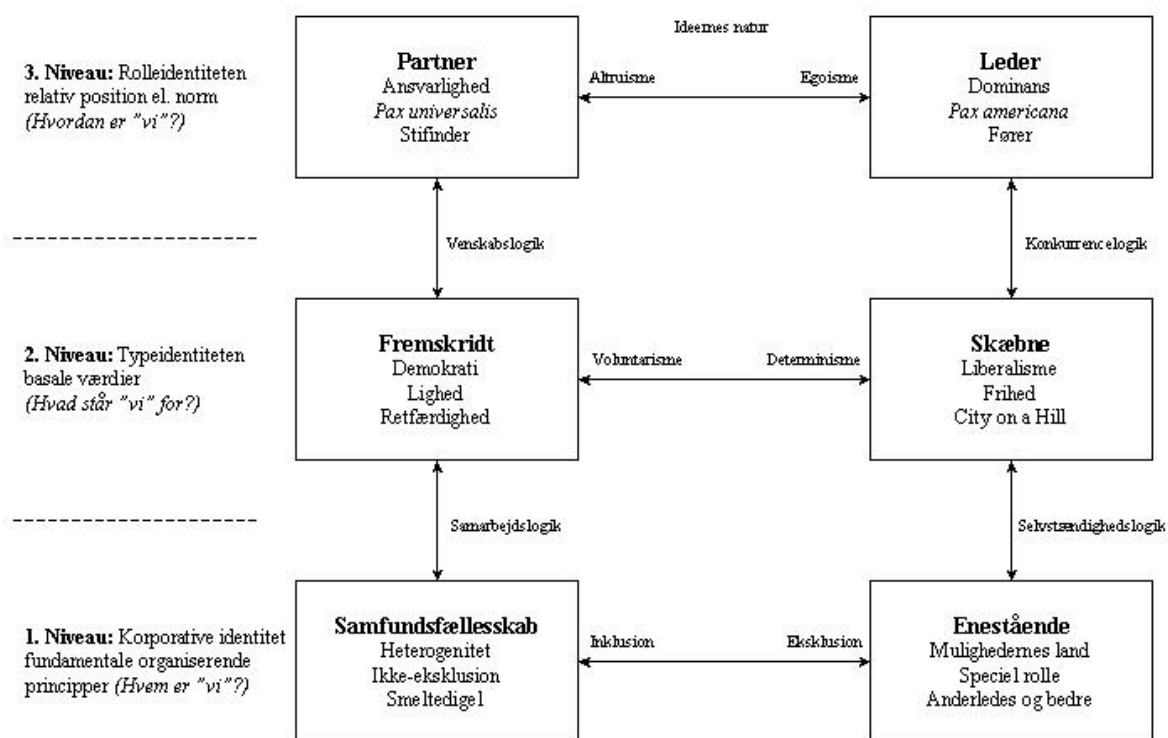 Ideernes natur
3. Niveau: Rolleidentiteten
relativ position el. norm
(Hvordan er "vi"?)
Partner
Ansvarlighed
Pax universalis
Stifinder
Altruisme
Egoisme
Leder
Dominans
Pax americana
Fører
Venskabslogik
Konkurrencelogik
2. Niveau: Typeidentiteten
basale værdier
(Hvad står "vi" for?)
Fremskridt
Demokrati
Lighed
Retfærdighed
Voluntarisme
Determinisme
Skæbne
Liberalisme
Frihed
City on a Hill
Samarbejdslogik
Selvstændighedslogik
1. Niveau: Korporative identitet
fundamentale organiserende
principper (Hvem er "vi"?)
Samfundsfællesskab
Heterogenitet
Ikke-eksklusion
Smeltedigel
Inklusion
Eksklusion
Enestående
Mulighedernes land
Speciel rolle
Anderledes og bedre